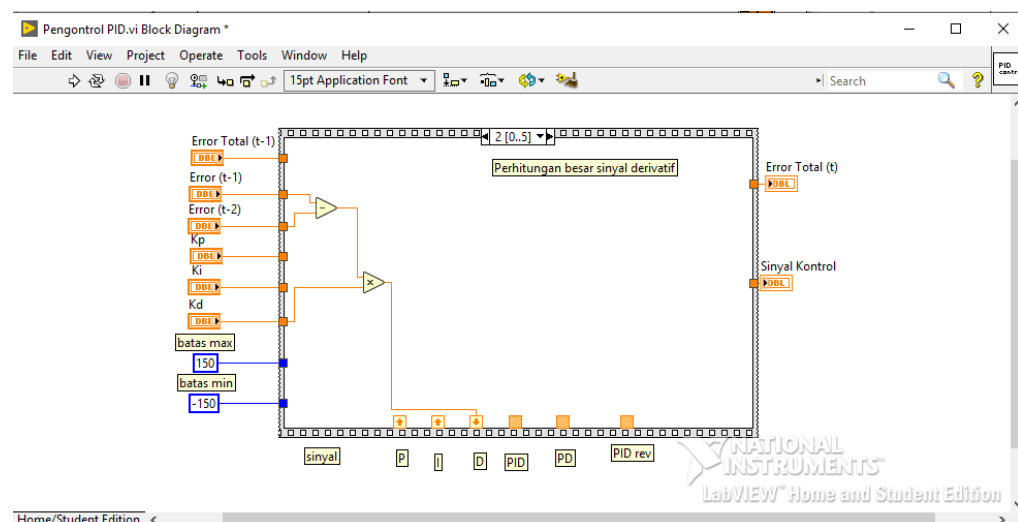 Pengontrol PID.vi Block Diagram *
File Edit View Project Operate Tools Window Help
15pt Application Font
Search
PID
2 [0..5]
Perhitungan besar sinyal derivatif
Error Total (t-1)
DBL
Error (t-1)
DBL
Error (t-2)
DBL
Kp
DBL
Ki
DBL
Kd
DBL
batas max
150
batas min
-150
Error Total (t)
DBL
Sinyal Kontrol
DBL
sinyal P I D PID PD PID rev
NATIONAL
INSTRUMENTS™
LabVIEW™ Home and Student Edition
Home/Student Edition